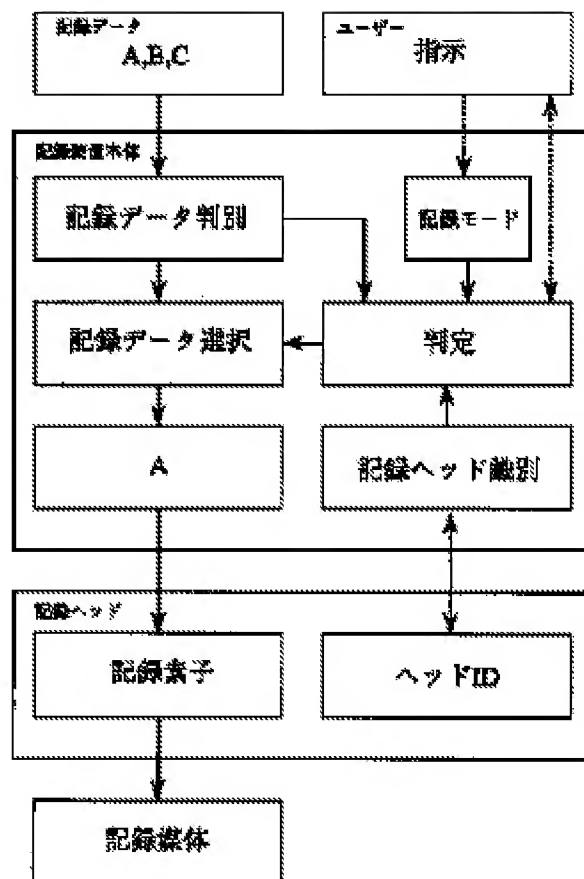 記録データ
A,B,C
ユーザー
指示
記録装置本体
記録データ判別
記録モード
記録データ選択
判定
A
記録ヘッド識別
記録ヘッド
記録素子
ヘッドID
記録媒体